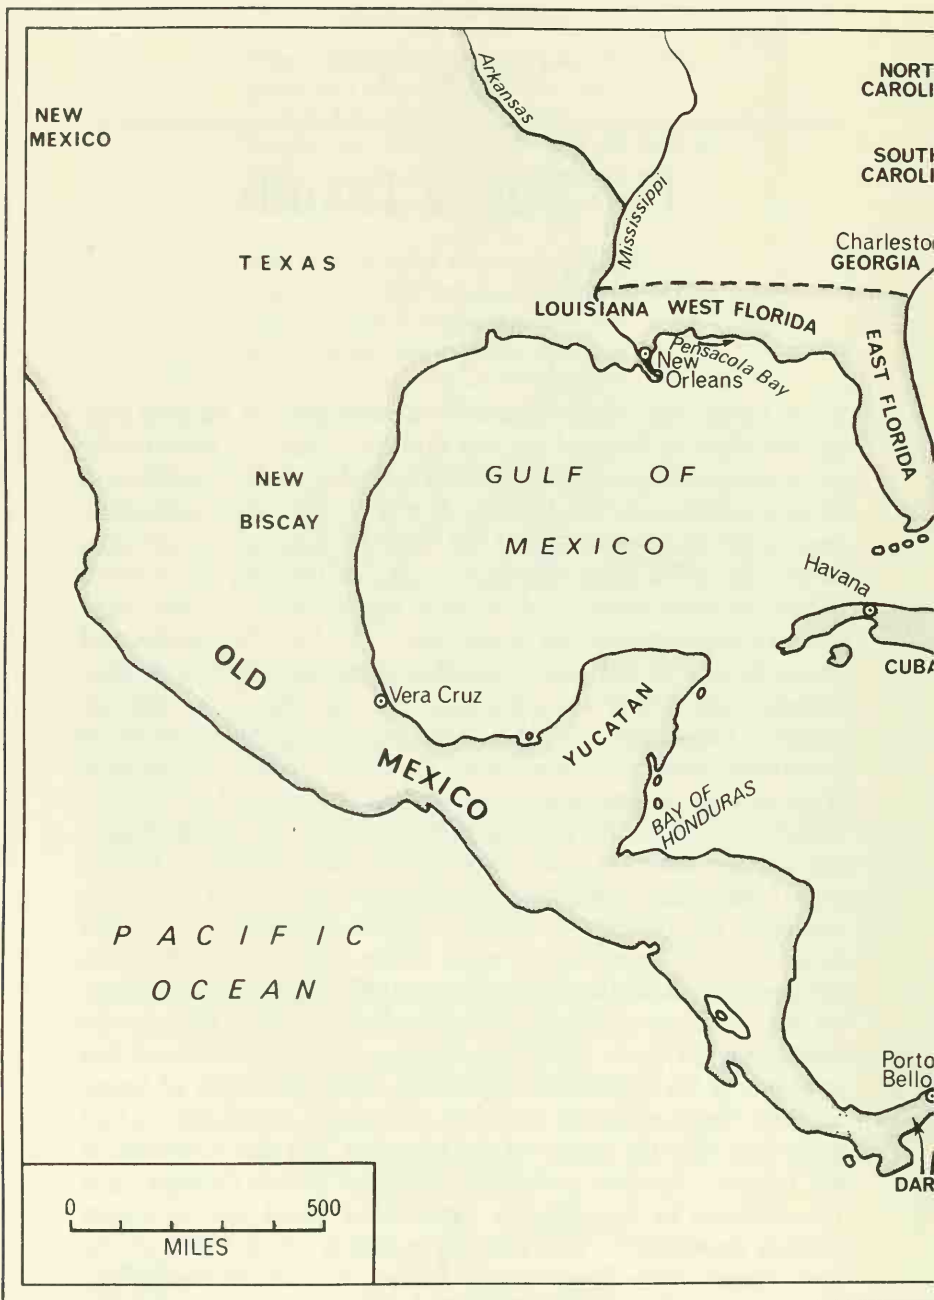 Arkansas
NORT
CAROLI
NEW
MEXICO
SOUTH
CAROLI
Mississippi
TEXAS
Charlesto
GEORGIA
LOUISIANA
WEST FLORIDA
EAST FLORIDA
Pensacola Bay
New
Orleans
GULF OF
MEXICO
NEW
BISCAY
Havana
CUBA
OLD
MEXICO
Vera Cruz
YUCATAN
BAY OF
HONDURAS
PACIFIC
OCEAN
Porto
Bello
DAR
0 500
MILES